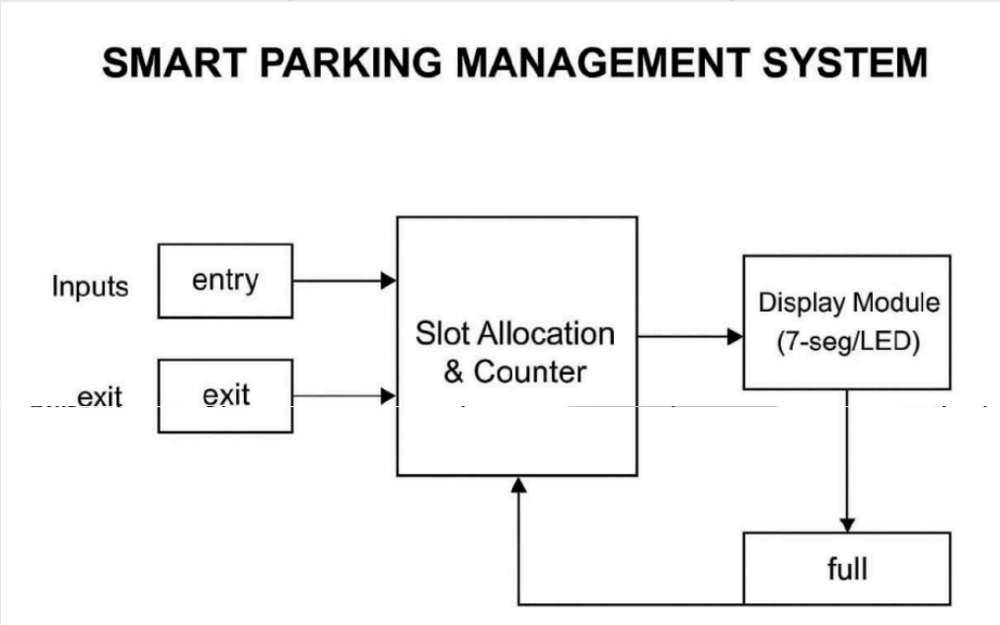 SMART PARKING MANAGEMENT SYSTEM
Inputs
entry
exit
exit
Slot Allocation
& Counter
Display Module
(7-seg/LED)
full